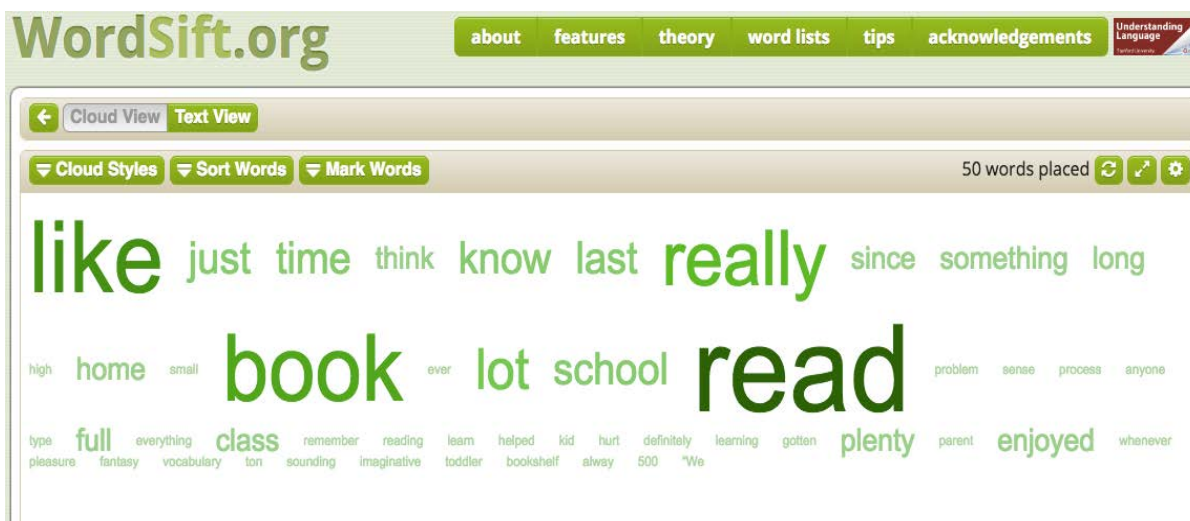 WordSift.org
about features theory word lists tips acknowledgements
Understanding
Language
Stanford University
Cloud View Text View
Cloud Styles Sort Words Mark Words 50 words placed
like just time think know last really since something long
high home small book ever lot school read problem sense process anyone
type full everything class remember reading learn helped kid hurt definitely learning gotten plenty parent enjoyed whenever
pleasure fantasy vocabulary ton sounding imaginative toddler bookshelf alway 500 "We